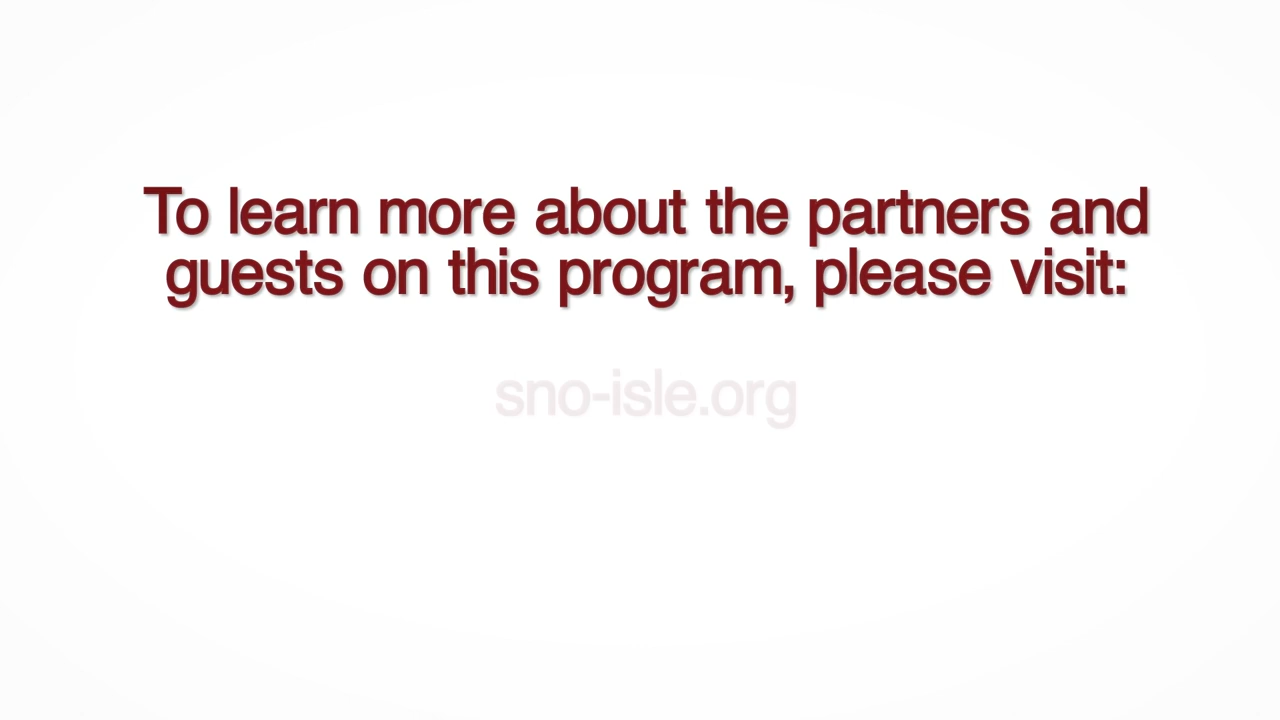 To learn more about the partners and
guests on this program, please visit:
sno-isle.org